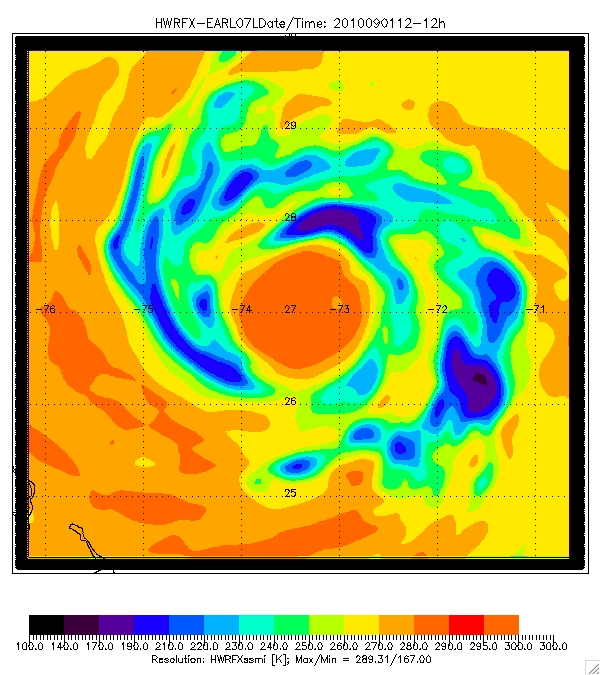 HWRFX-EARL07LDate/Time: 2010090112-12h
29
28
-76 -75 -74 27 -73 -72 -71
26
25
100.0 140.0 170.0 190.0 210.0 220.0 230.0 240.0 250.0 260.0 280.0 290.0 295.0 300.0 300.0
Resolution: HWRFXssmi [K]; Max/Min = 289.31/167.00